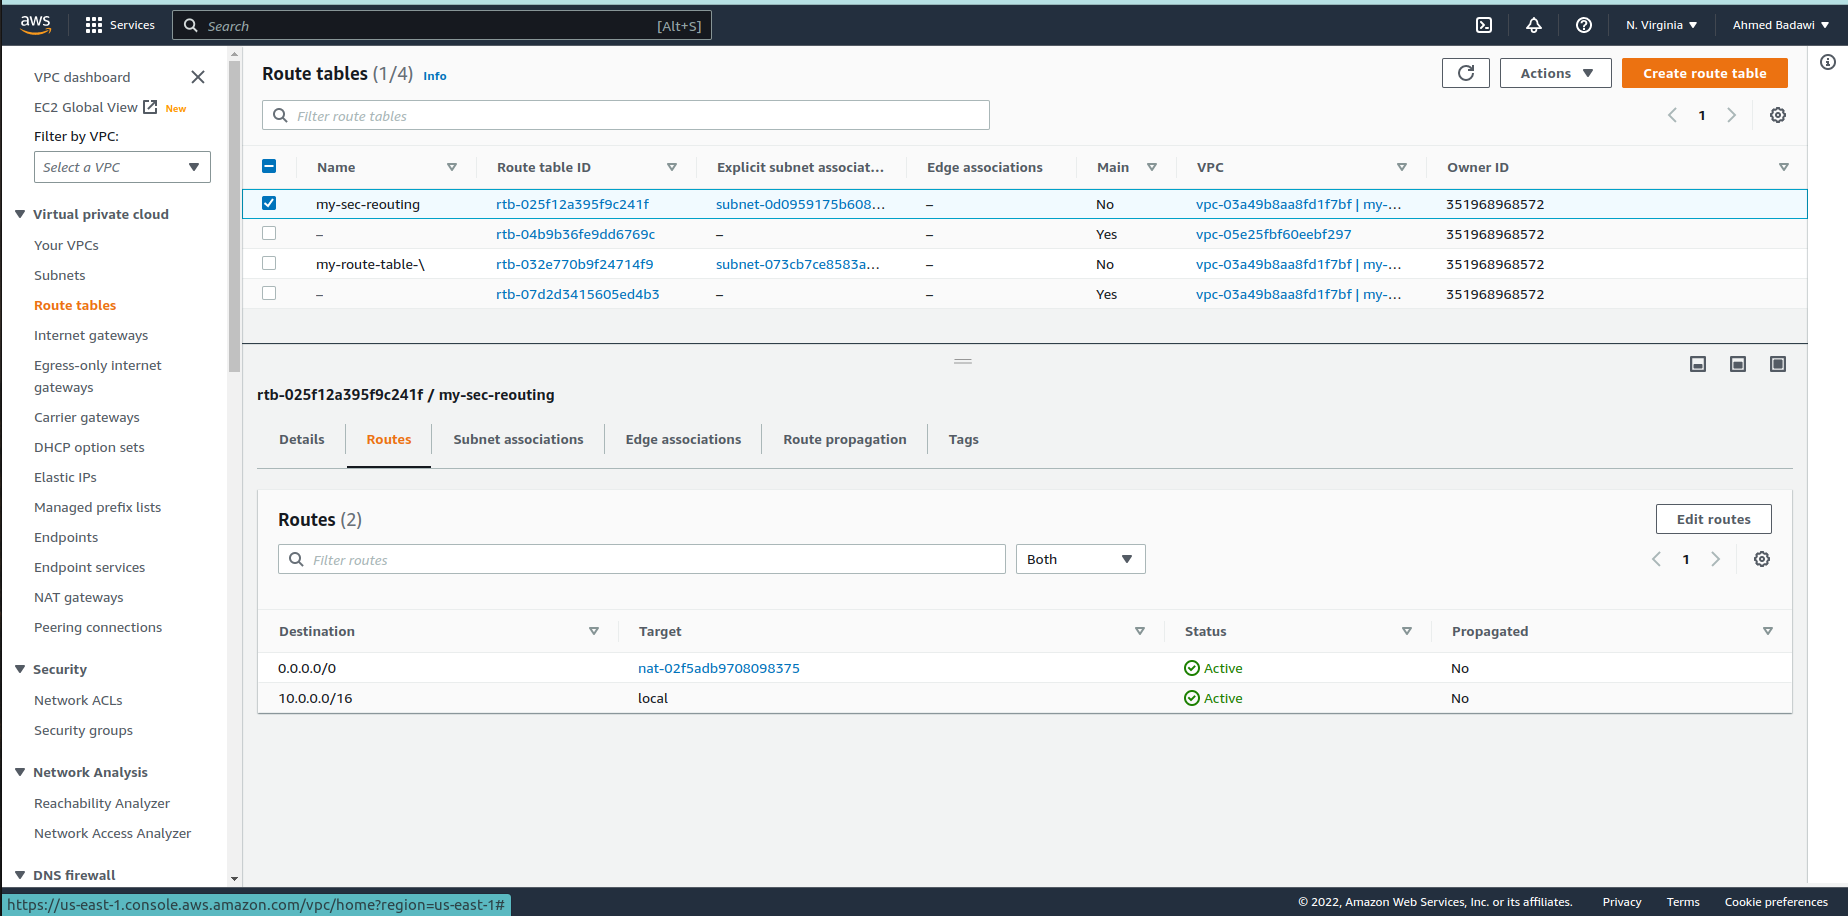 aws Services Search [Alt+S] N. Virginia Ahmed Badawi
VPC dashboard
EC2 Global View New
Filter by VPC:
Select a VPC
Virtual private cloud
Your VPCs
Subnets
Route tables
Internet gateways
Egress-only internet
gateways
Carrier gateways
DHCP option sets
Elastic IPs
Managed prefix lists
Endpoints
Endpoint services
NAT gateways
Peering connections
Security
Network ACLs
Security groups
Network Analysis
Reachability Analyzer
Network Access Analyzer
DNS firewall
Route tables (1/4) Info Actions Create route table
Filter route tables 1
Name Route table ID Explicit subnet associat... Edge associations Main VPC Owner ID
my-sec-reouting rtb-025f12a395f9c241f subnet-0d0959175b608... – No vpc-03a49b8aa8fd1f7bf | my-... 351968968572
– rtb-04b9b36fe9dd6769c – – Yes vpc-05e25fbf60eebf297 351968968572
my-route-table-\ rtb-032e770b9f24714f9 subnet-073cb7ce8583a... – No vpc-03a49b8aa8fd1f7bf | my-... 351968968572
– rtb-07d2d3415605ed4b3 – – Yes vpc-03a49b8aa8fd1f7bf | my-... 351968968572
rtb-025f12a395f9c241f / my-sec-reouting
Details Routes Subnet associations Edge associations Route propagation Tags
Routes (2) Edit routes
Filter routes Both 1
Destination Target Status Propagated
0.0.0.0/0 nat-02f5adb9708098375 Active No
10.0.0.0/16 local Active No
https://us-east-1.console.aws.amazon.com/vpc/home?region=us-east-1#
© 2022, Amazon Web Services, Inc. or its affiliates. Privacy Terms Cookie preferences